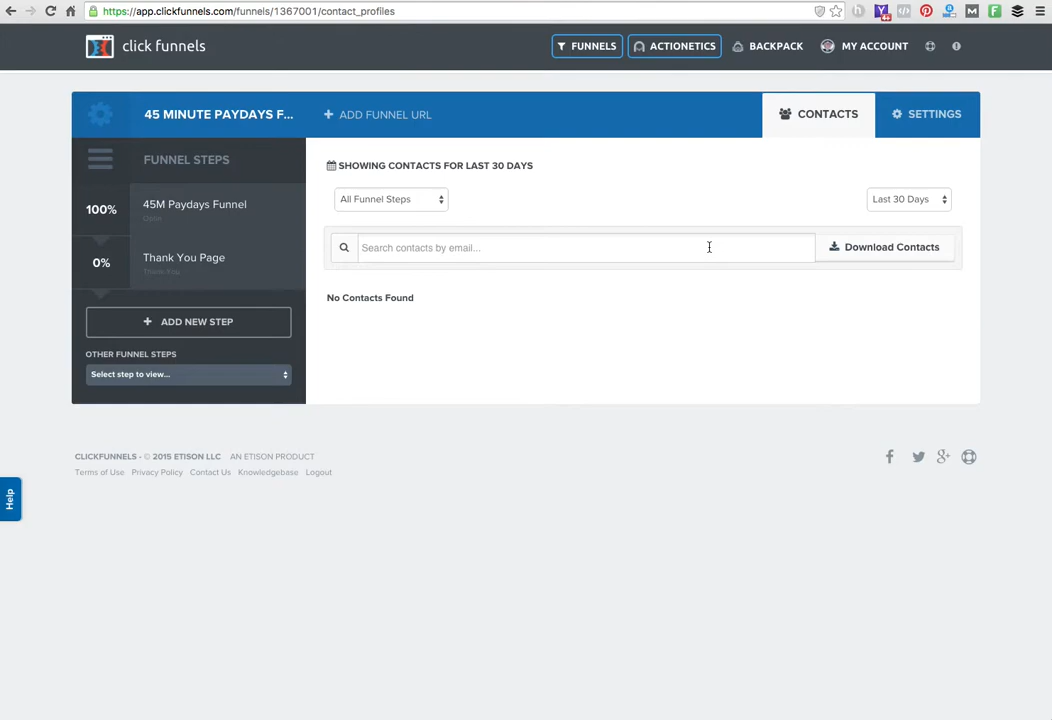 https://app.clickfunnels.com/funnels/1367001/contact_profiles
click funnels
FUNNELS
ACTIONETICS
BACKPACK
MY ACCOUNT
45 MINUTE PAYDAYS F...
ADD FUNNEL URL
CONTACTS
SETTINGS
FUNNEL STEPS
100%
45M Paydays Funnel
Optin
0%
Thank You Page
Thank You
ADD NEW STEP
OTHER FUNNEL STEPS
Select step to view...
SHOWING CONTACTS FOR LAST 30 DAYS
All Funnel Steps
Last 30 Days
Search contacts by email...
Download Contacts
No Contacts Found
CLICKFUNNELS - © 2015 ETISON LLC AN ETISON PRODUCT
Terms of Use Privacy Policy Contact Us Knowledgebase Logout
Help